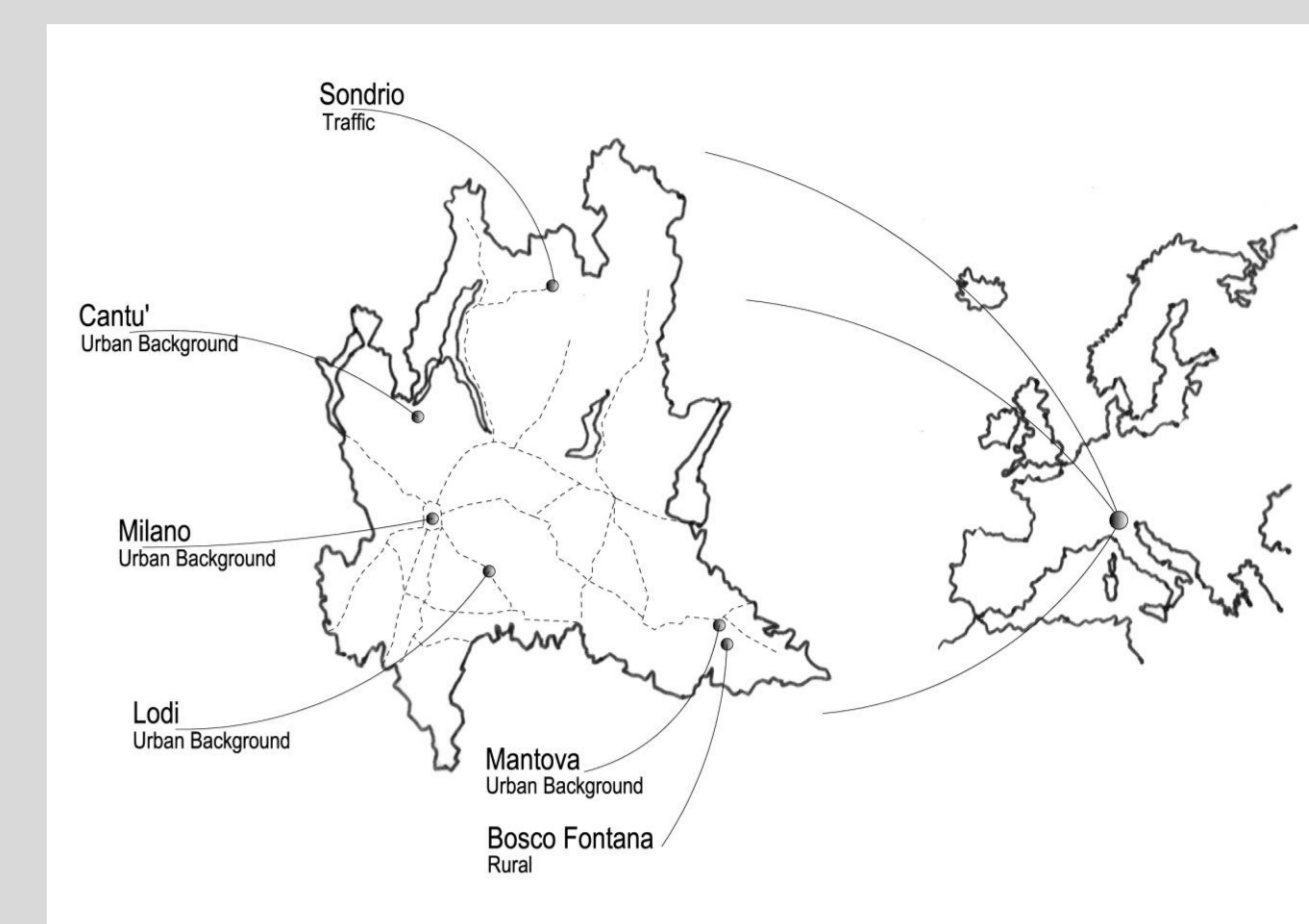 Sondrio
Traffic
Cantu'
Urban Background
Milano
Urban Background
Lodi
Urban Background
Mantova
Urban Background
Bosco Fontana
Rural